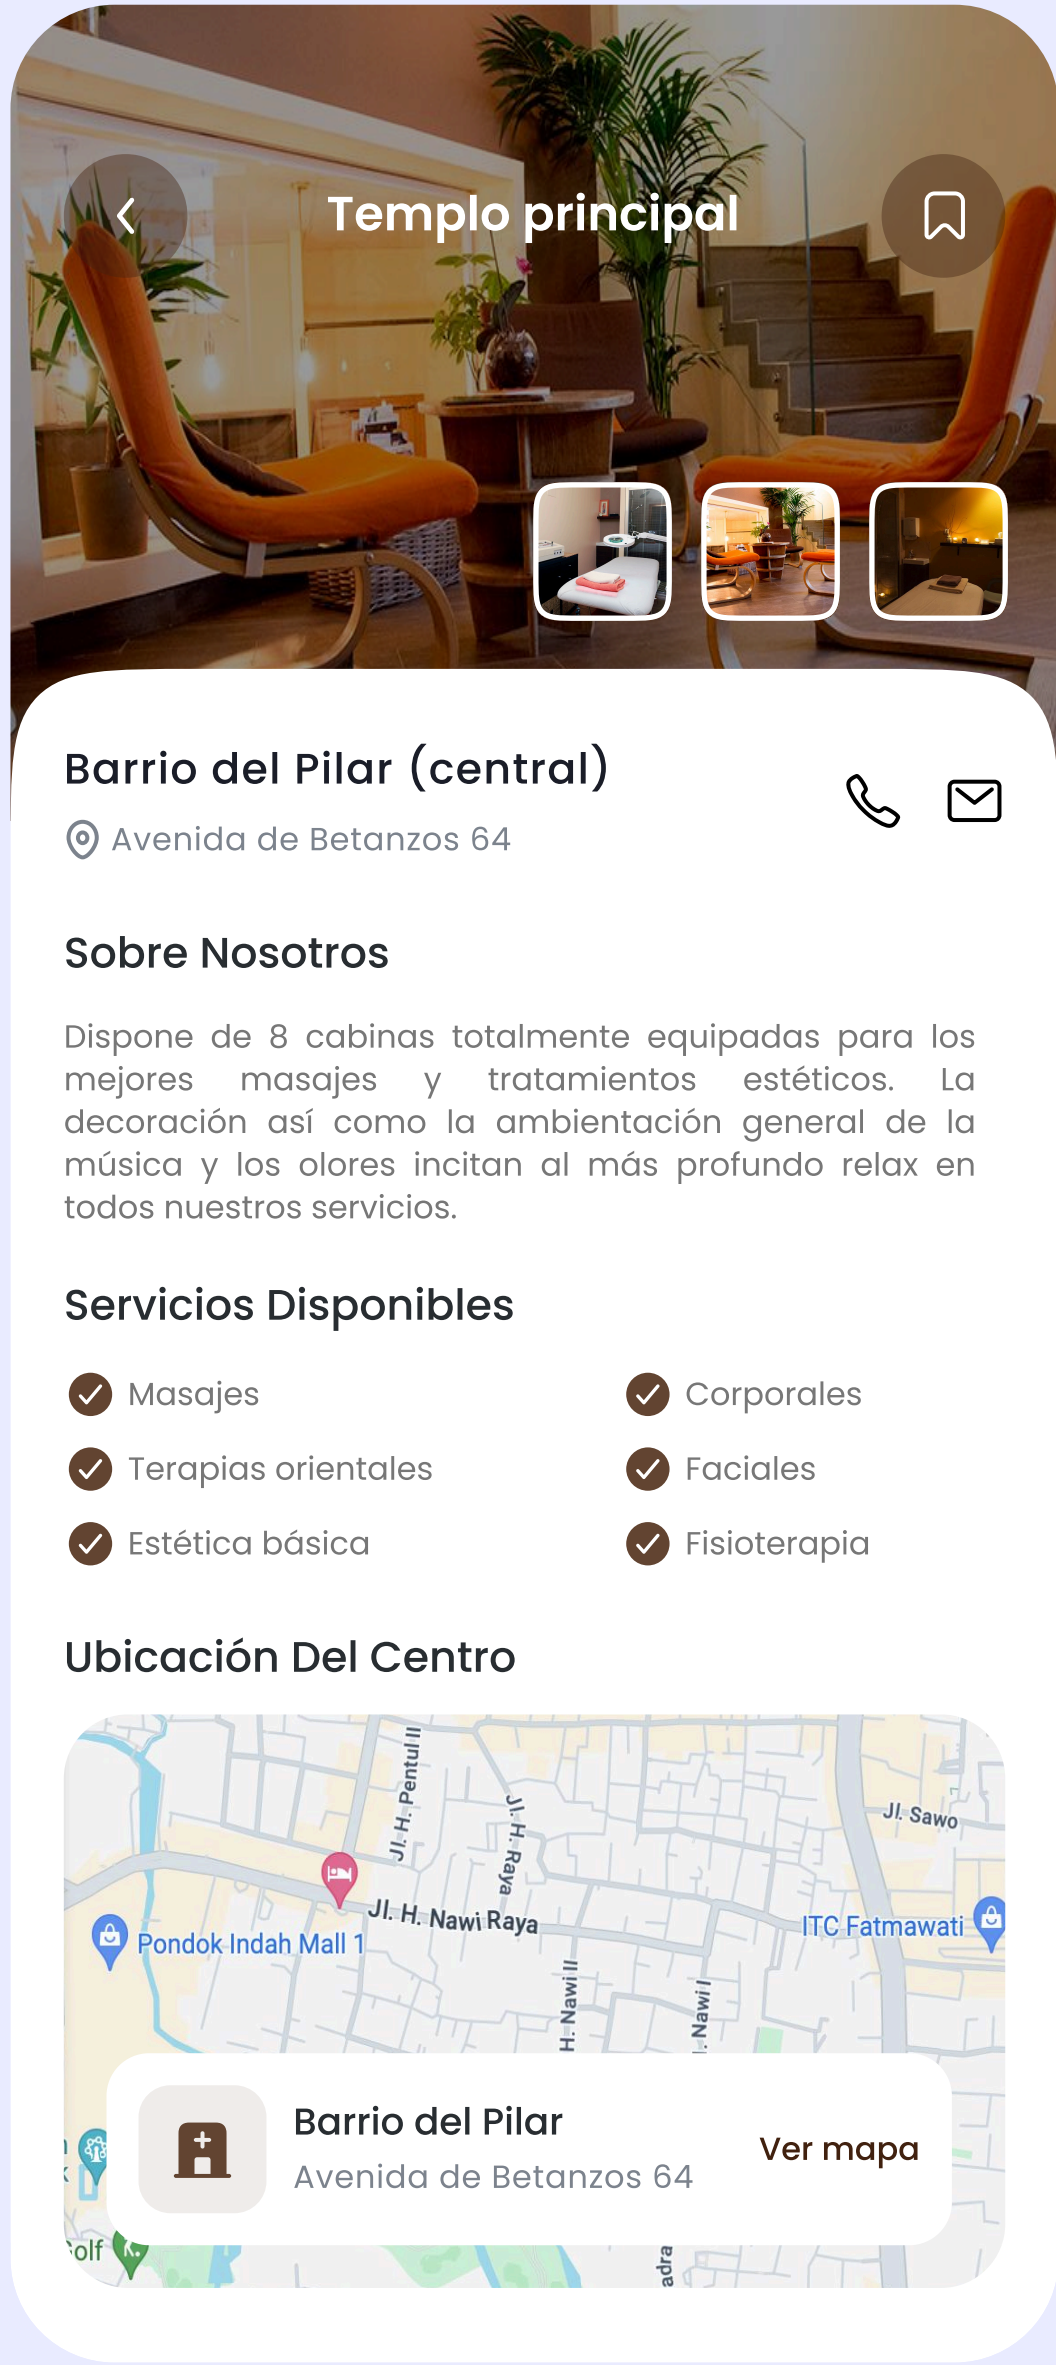 Templo principal
Barrio del Pilar (central)
Avenida de Betanzos 64
Sobre Nosotros
Dispone de 8 cabinas totalmente equipadas para los
mejores masajes y tratamientos estéticos. La
decoración así como la ambientación general de la
música y los olores incitan al más profundo relax en
todos nuestros servicios.
Servicios Disponibles
Masajes
Corporales
Terapias orientales
Faciales
Estética básica
Fisioterapia
Ubicación Del Centro
Jl. H. Pentul II
Jl. H. Raya
Jl. Sawo
Jl. H. Nawi Raya
ITC Fatmawati
Pondok Indah Mall 1
H. Nawi II
. Nawi I
Barrio del Pilar
Avenida de Betanzos 64
Ver mapa
olf
K.
adra